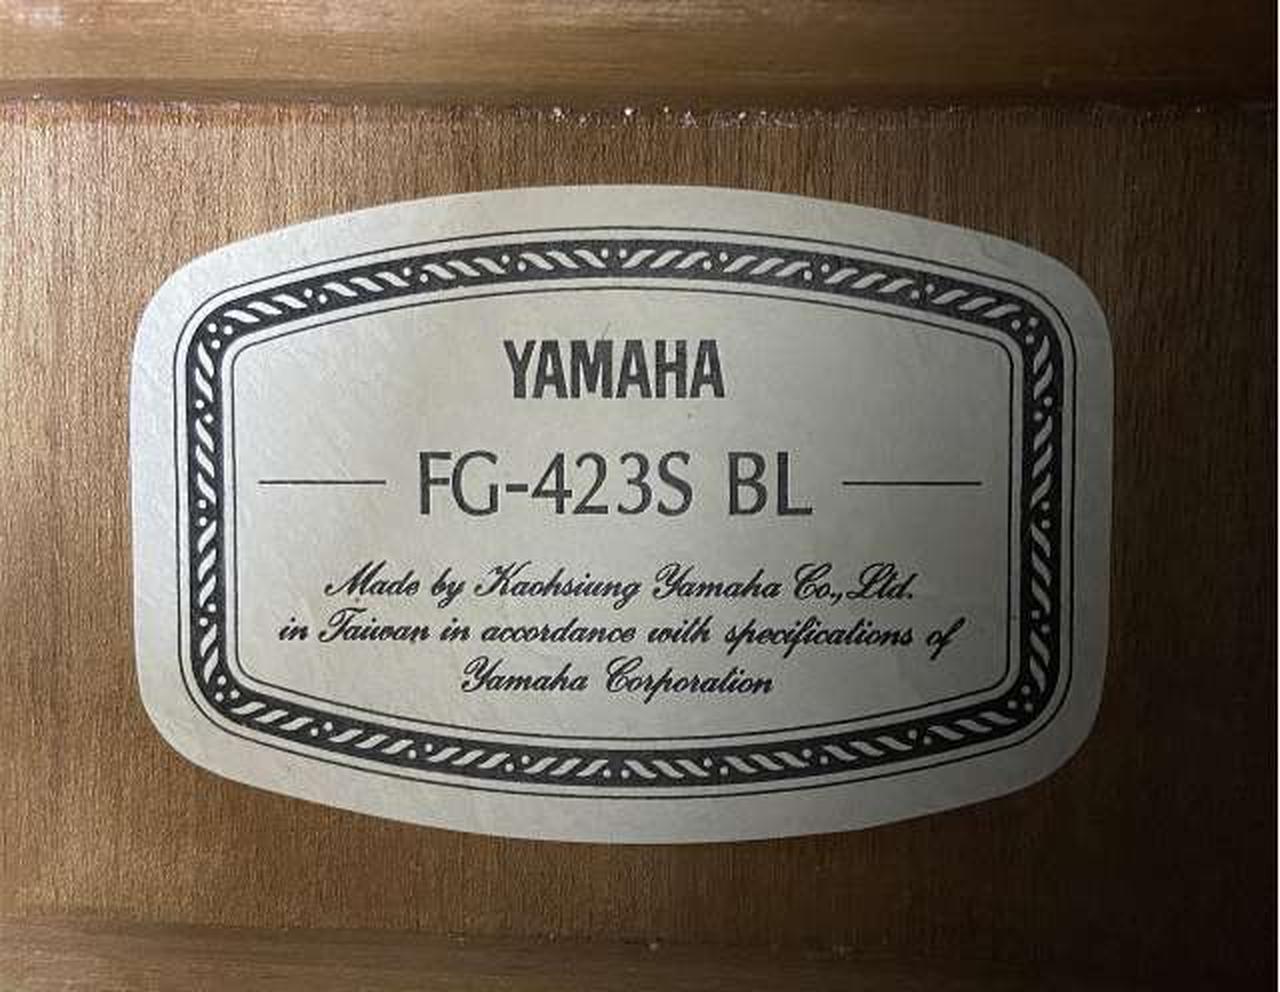 YAMAHA
FG-423S BL
Made by Kaohsiung Yamaha Co., Ltd.
in Taiwan in accordance with specifications of
Yamaha Corporation